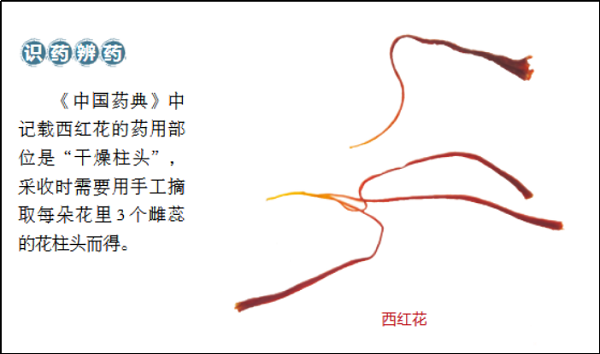 识药辨药
《中国药典》中
记载西红花的药用部
位是“干燥柱头”，
采收时需要用手工摘
取每朵花里3个雌蕊
的花柱头而得。
西红花